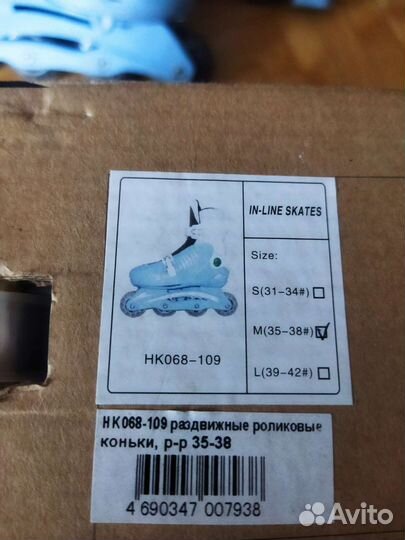 IN-LINE SKATES
Size:
S(31-34#)
M(35-38#)
L(39-42#)
HK068-109
HK068-109 раздвижные роликовые
коньки, р-р 35-38
4 690347 007938
Avito